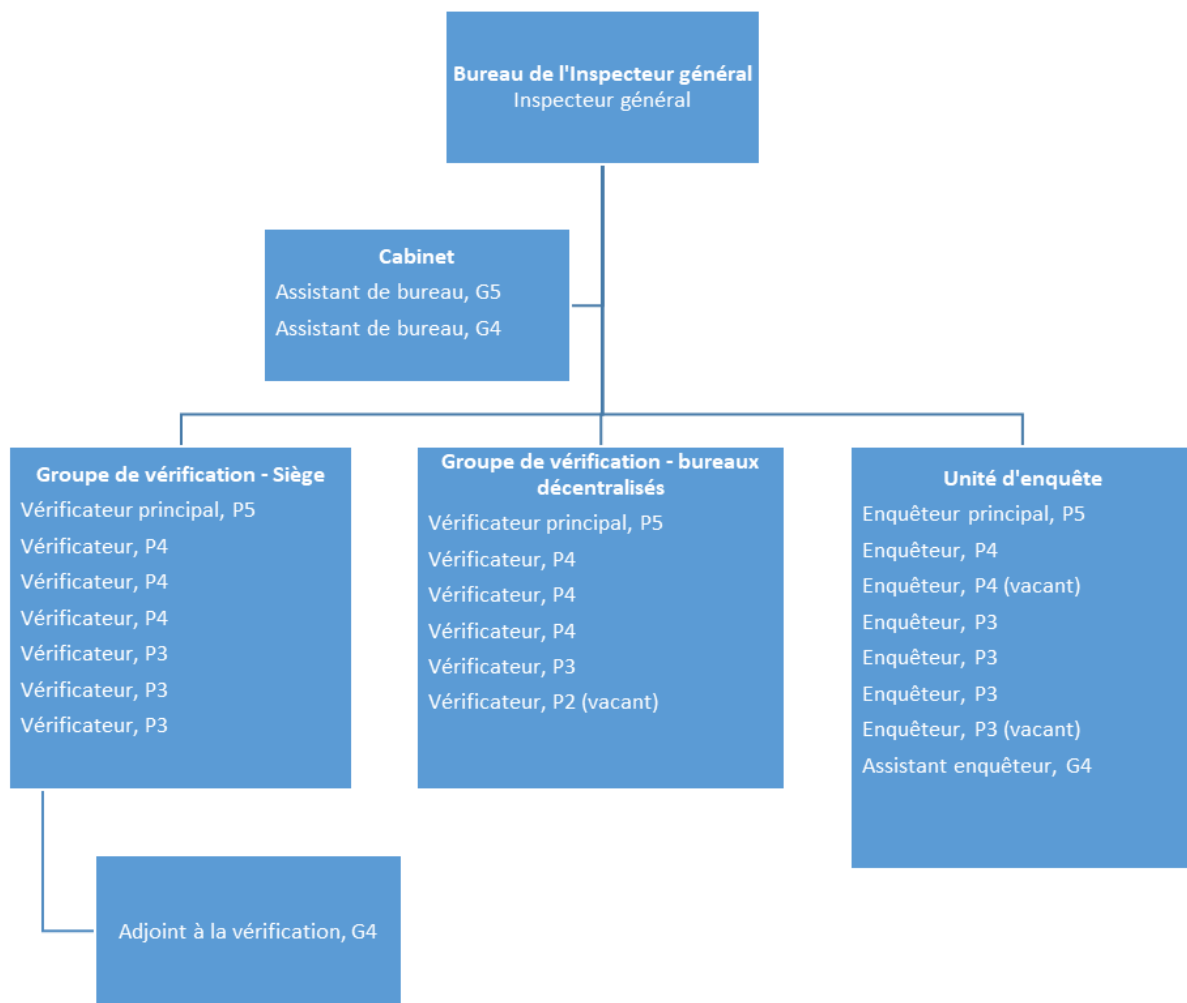 Bureau de l'Inspecteur général
Inspecteur général
Cabinet
Assistant de bureau, G5
Assistant de bureau, G4
Groupe de vérification - Siège
Vérificateur principal, P5
Vérificateur, P4
Vérificateur, P4
Vérificateur, P4
Vérificateur, P3
Vérificateur, P3
Vérificateur, P3
Adjoint à la vérification, G4
Groupe de vérification - bureaux
décentralisés
Vérificateur principal, P5
Vérificateur, P4
Vérificateur, P4
Vérificateur, P4
Vérificateur, P3
Vérificateur, P2 (vacant)
Unité d'enquête
Enquêteur principal, P5
Enquêteur, P4
Enquêteur, P4 (vacant)
Enquêteur, P3
Enquêteur, P3
Enquêteur, P3
Enquêteur, P3 (vacant)
Assistant enquêteur, G4